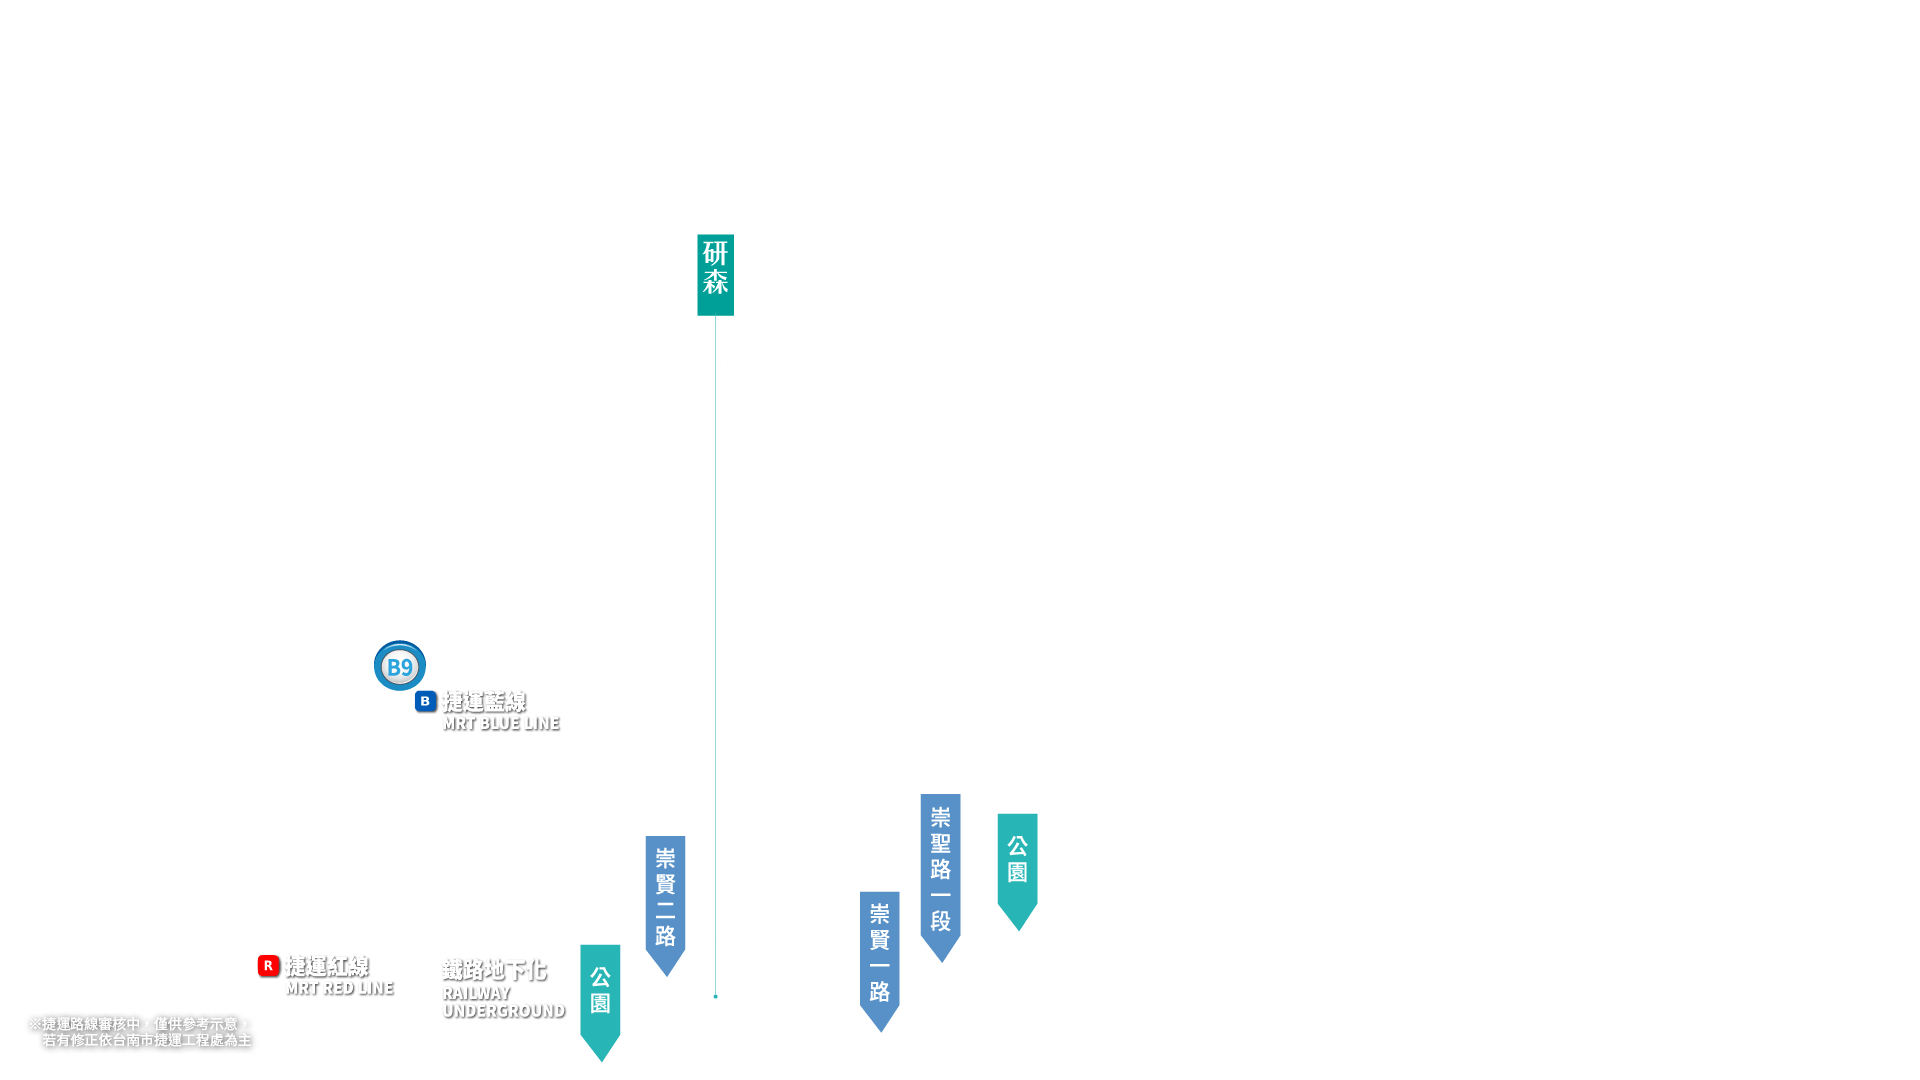 研森
B9
B 捷運藍線
MRT BLUE LINE
崇賢二路
崇賢一路
崇聖路一段
公園
R 捷運紅線
MRT RED LINE
鐵路地下化
RAILWAY
UNDERGROUND
公園
※捷運路線審核中，僅供參考示意，
若有修正依台南市捷運工程處為主